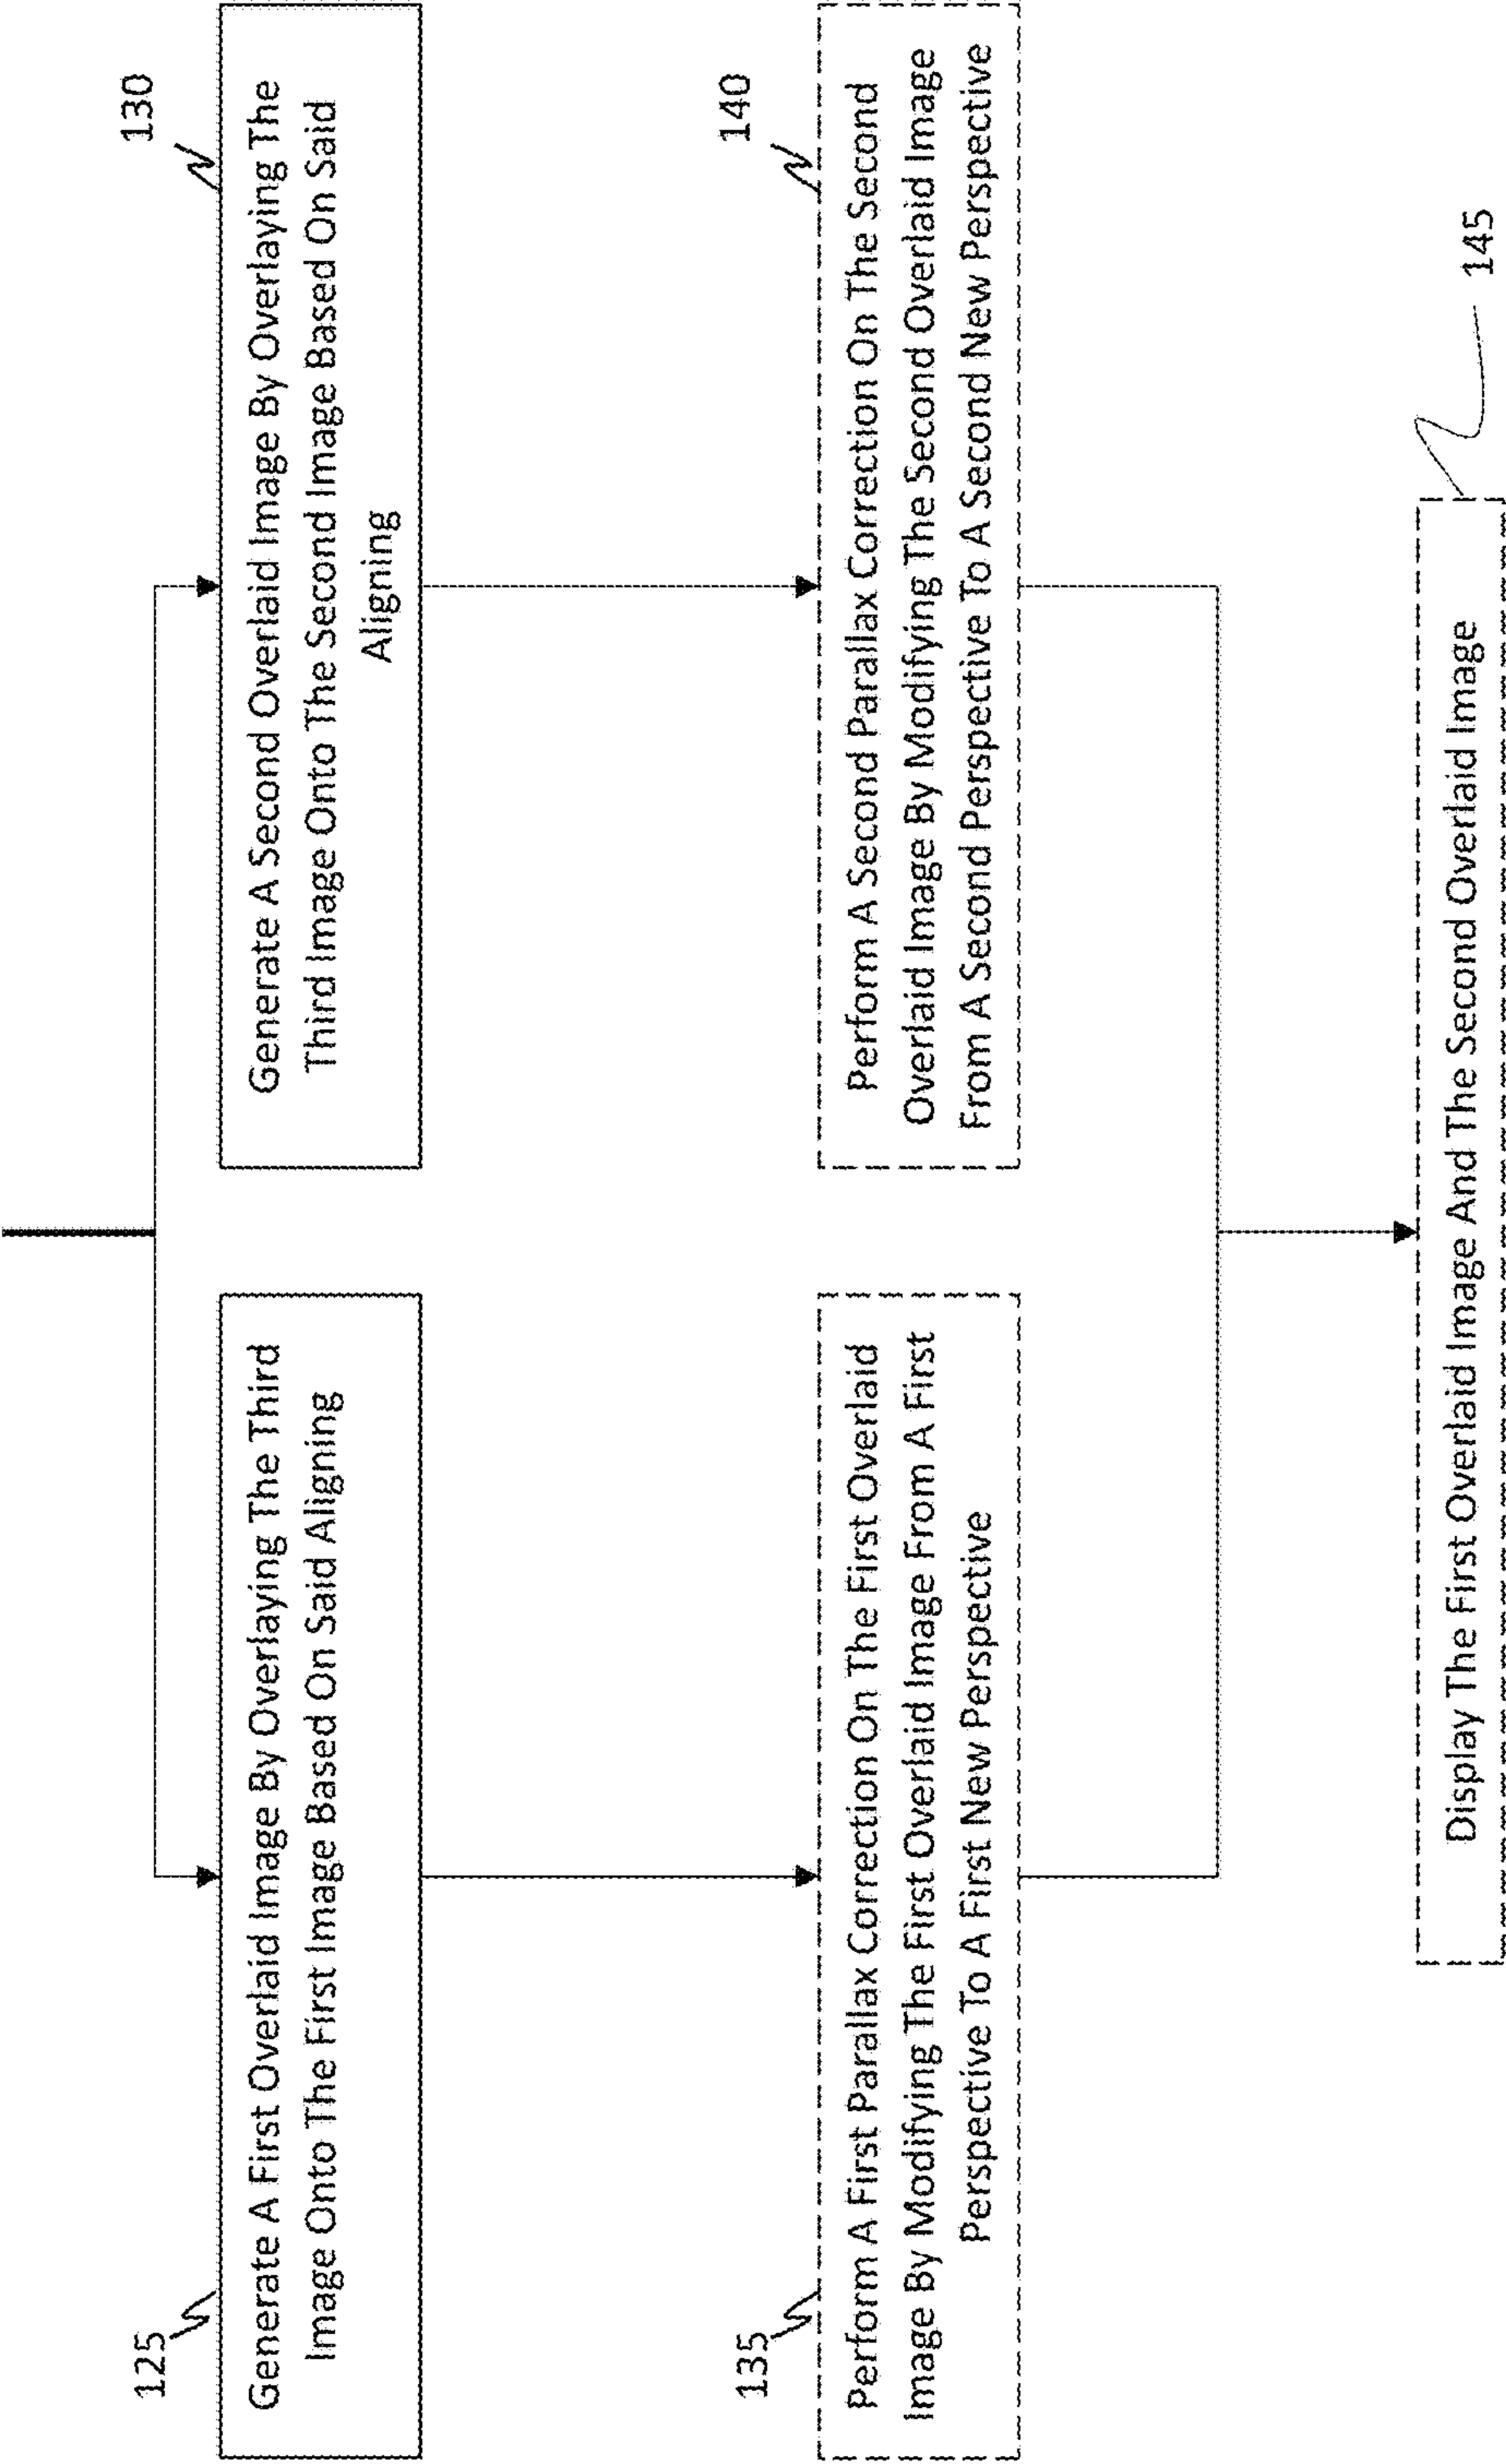 125
Generate A First Overlaid Image By Overlaying The Third
Image Onto The First Image Based On Said Aligning
130
Generate A Second Overlaid Image By Overlaying The
Third Image Onto The Second Image Based On Said
Aligning
135
Perform A First Parallax Correction On The First Overlaid
Image By Modifying The First Overlaid Image From A First
Perspective To A First New Perspective
140
Perform A Second Parallax Correction On The Second
Overlaid Image By Modifying The Second Overlaid Image
From A Second Perspective To A Second New Perspective
Display The First Overlaid Image And The Second Overlaid Image
145